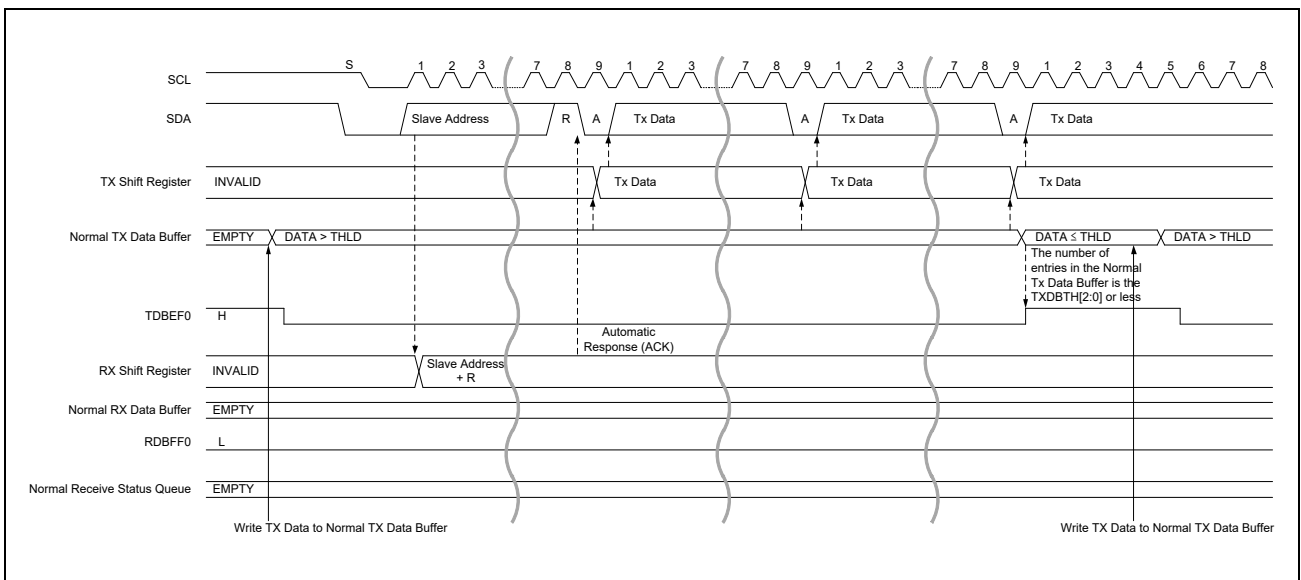 S 1 2 3 7 8 9 1 2 3 7 8 9 1 2 3 7 8 9 1 2 3 4 5 6 7 8
SCL
SDA Slave Address R A Tx Data A Tx Data A Tx Data
TX Shift Register INVALID Tx Data Tx Data Tx Data
Normal TX Data Buffer EMPTY DATA > THLD DATA ≤ THLD DATA > THLD
The number of
entries in the Normal
Tx Data Buffer is the
TXDBTH[2:0] or less
TDBEF0 H
Automatic
Response (ACK)
RX Shift Register INVALID Slave Address
+ R
Normal RX Data Buffer EMPTY
RDBFF0 L
Normal Receive Status Queue EMPTY
Write TX Data to Normal TX Data Buffer Write TX Data to Normal TX Data Buffer